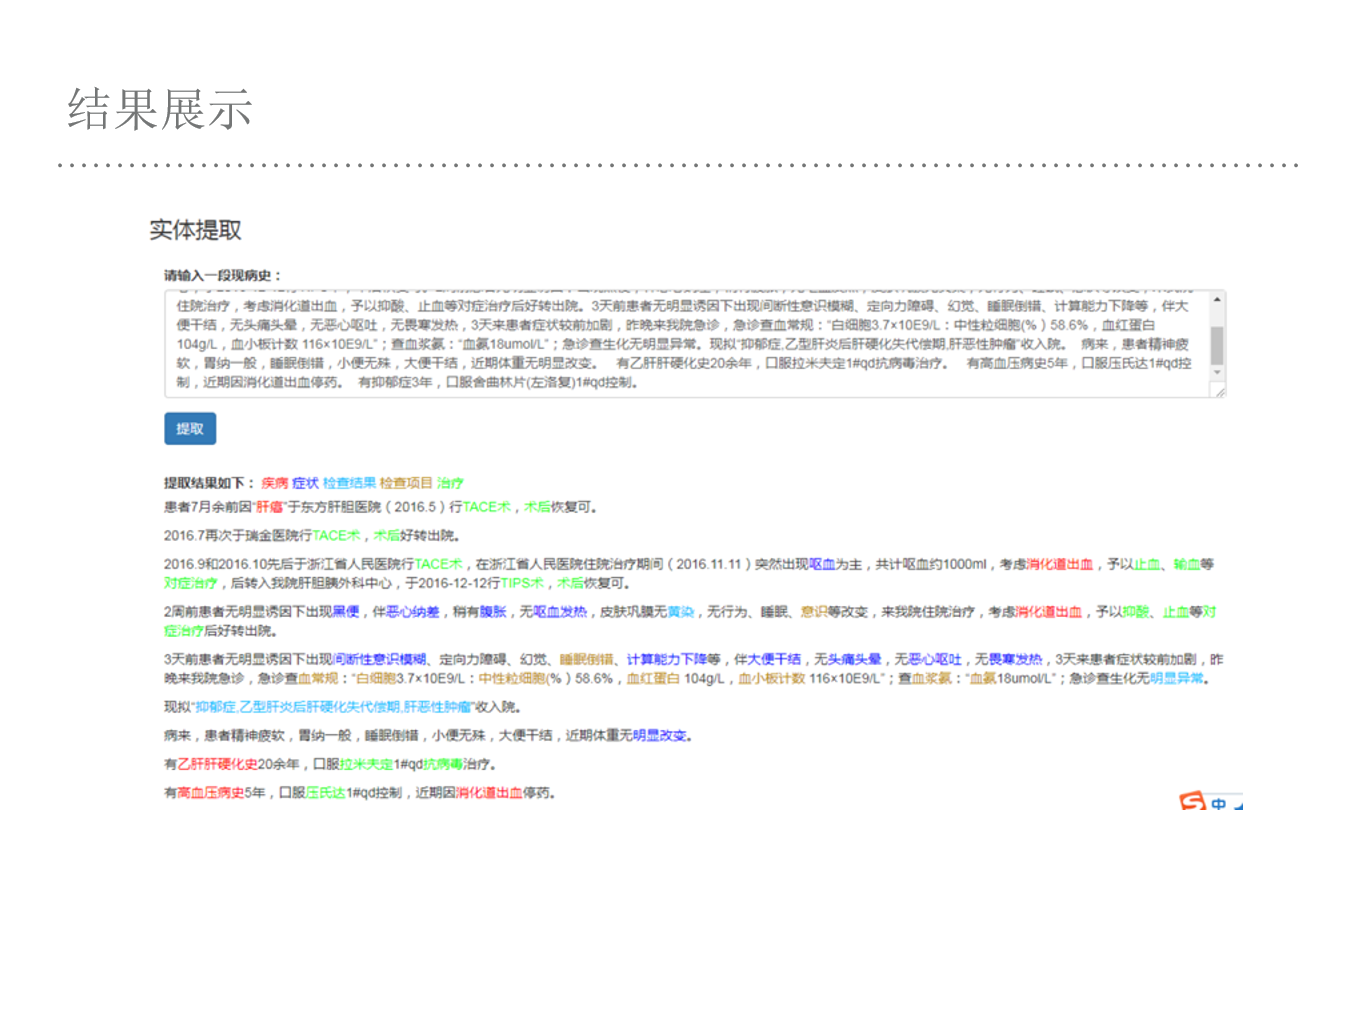 结果展示
实体提取
请输入一段现病史：
住院治疗，考虑消化道出血，予以抑酸、止血等对症治疗后好转出院。3天前患者无明显诱因下出现间断性意识模糊、定向力障碍、幻觉、睡眠倒错、计算能力下降等，伴大
便干结，无头痛头晕，无恶心呕吐，无畏寒发热，3天来患者症状较前加剧，昨晚来我院急诊，急诊查血常规：“白细胞3.7×10E9/L：中性粒细胞(%）58.6%，血红蛋白
104g/L，血小板计数 116×10E9/L”；查血浆氨：“血氨18umol/L”；急诊查生化无明显异常。现拟“抑郁症,乙型肝炎后肝硬化失代偿期,肝恶性肿瘤”收入院。 病来，患者精神疲
软，胃纳一般，睡眠倒错，小便无殊，大便干结，近期体重无明显改变。 有乙肝肝硬化史20余年，口服拉米夫定1#qd抗病毒治疗。 有高血压病史5年，口服压氏达1#qd控
制，近期因消化道出血停药。 有抑郁症3年，口服舍曲林片(左洛复)1#qd控制。
提取
提取结果如下： 疾病 症状 检查结果 检查项目 治疗
患者7月余前因“肝癌”于东方肝胆医院（2016.5）行TACE术，术后恢复可。
2016.7再次于瑞金医院行TACE术，术后好转出院。
2016.9和2016.10先后于浙江省人民医院行TACE术，在浙江省人民医院住院治疗期间（2016.11.11）突然出现呕血为主，共计呕血约1000ml，考虑消化道出血，予以止血、输血等
对症治疗，后转入我院肝胆胰外科中心，于2016-12-12行TIPS术，术后恢复可。
2周前患者无明显诱因下出现黑便，伴恶心纳差，稍有腹胀，无呕血发热，皮肤巩膜无黄染，无行为、睡眠、意识等改变，来我院住院治疗，考虑消化道出血，予以抑酸、止血等对
症治疗后好转出院。
3天前患者无明显诱因下出现间断性意识模糊、定向力障碍、幻觉、睡眠倒错、计算能力下降等，伴大便干结，无头痛头晕，无恶心呕吐，无畏寒发热，3天来患者症状较前加剧，昨
晚来我院急诊，急诊查血常规：“白细胞3.7×10E9/L：中性粒细胞(%）58.6%，血红蛋白 104g/L，血小板计数 116×10E9/L”；查血浆氨：“血氨18umol/L”；急诊查生化无明显异常。
现拟“抑郁症,乙型肝炎后肝硬化失代偿期,肝恶性肿瘤”收入院。
病来，患者精神疲软，胃纳一般，睡眠倒错，小便无殊，大便干结，近期体重无明显改变。
有乙肝肝硬化史20余年，口服拉米夫定1#qd抗病毒治疗。
有高血压病史5年，口服压氏达1#qd控制，近期因消化道出血停药。
中